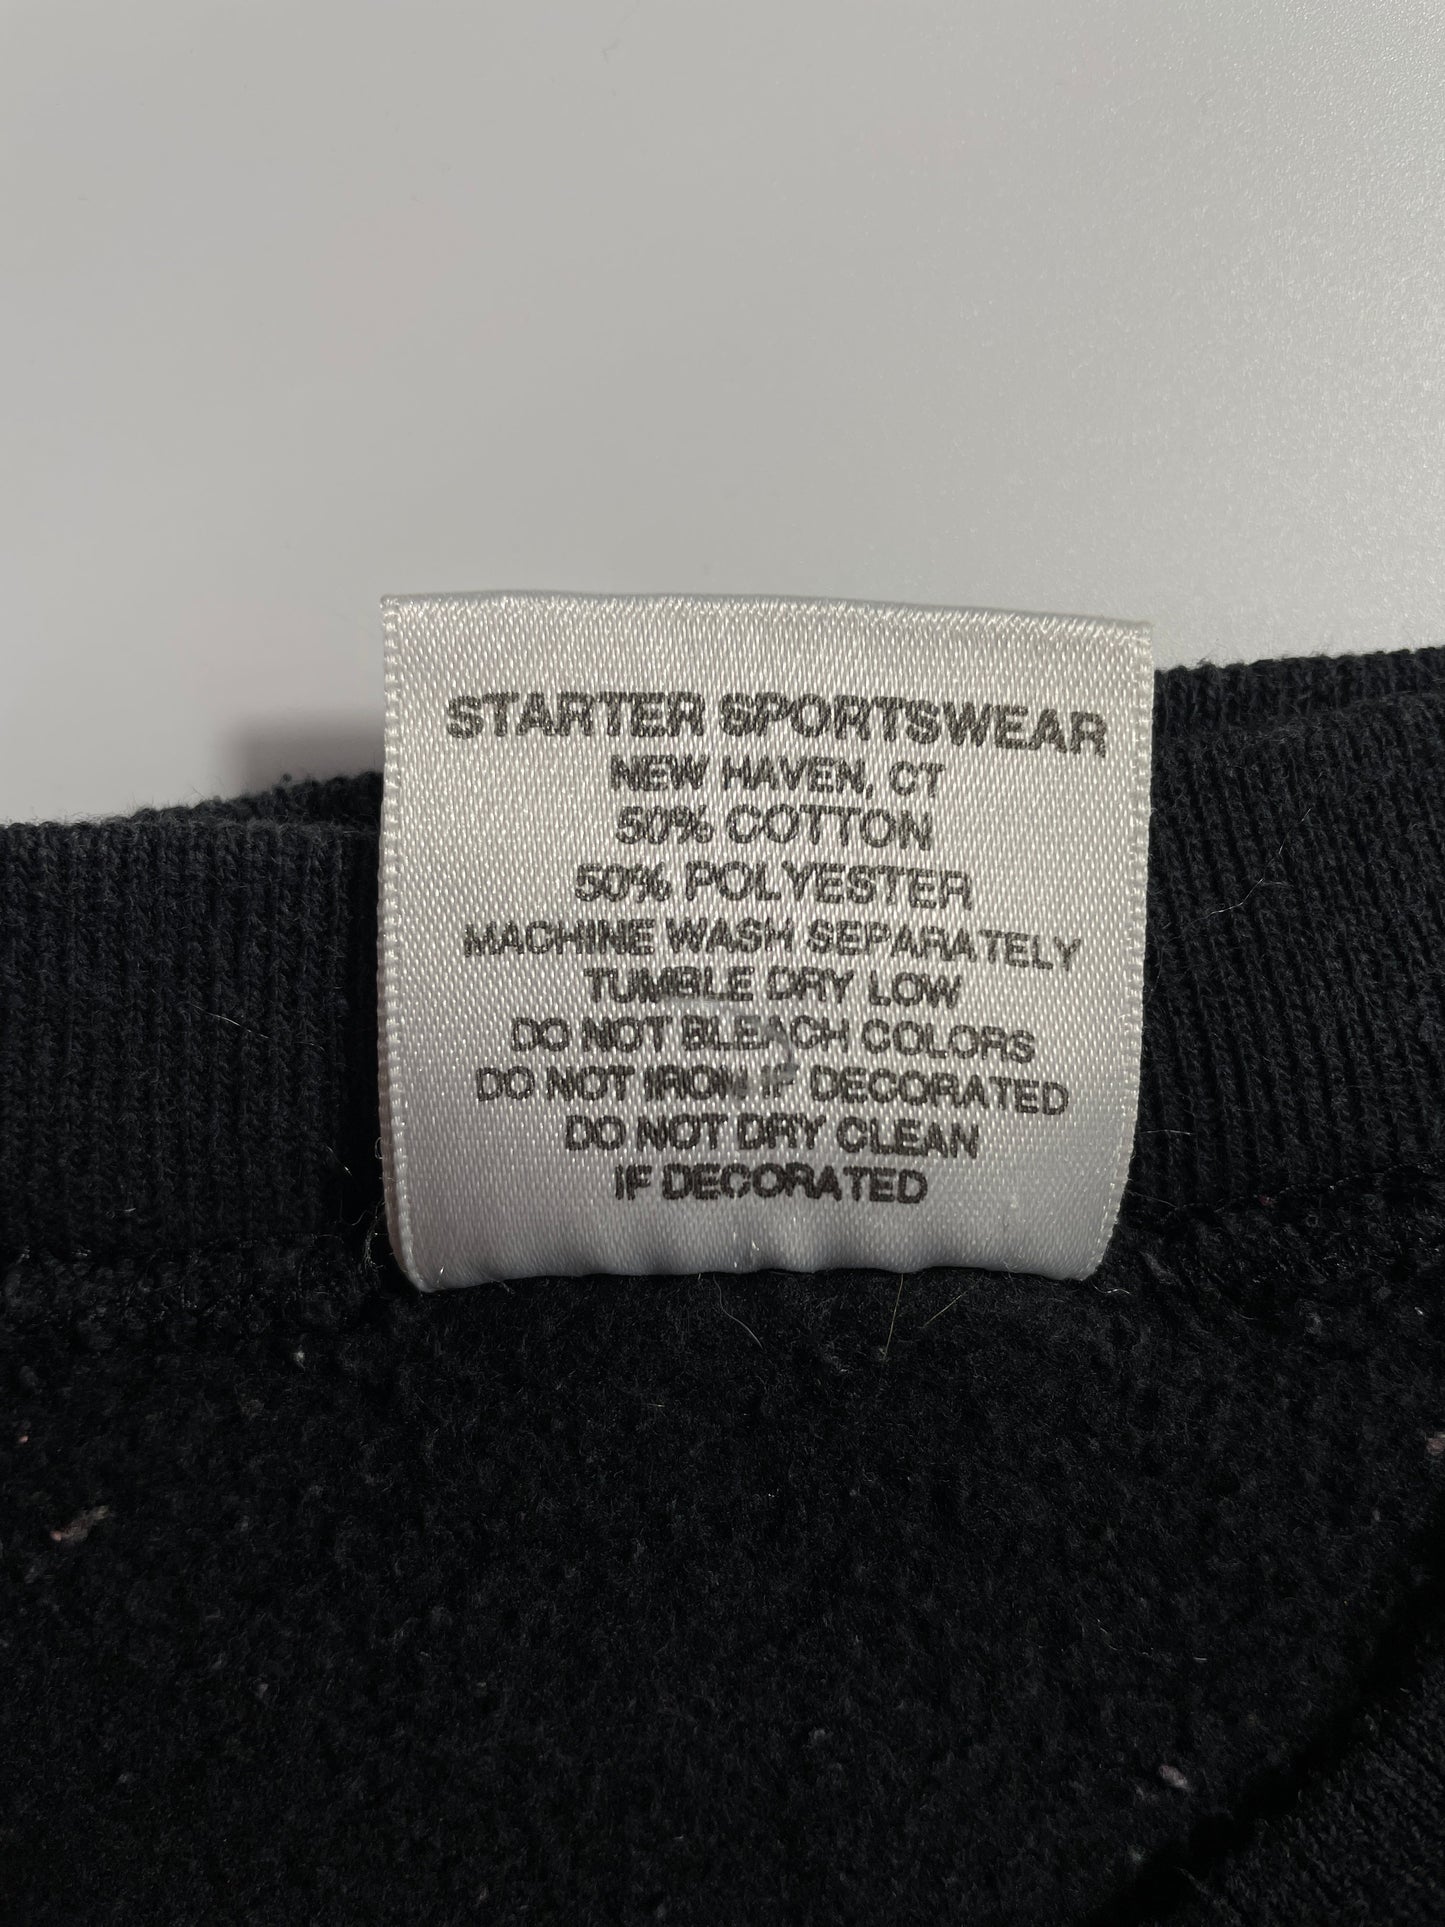 STARTER SPORTSWEAR
NEW HAVEN, CT
50% COTTON
50% POLYESTER
MACHINE WASH SEPARATELY
TUMBLE DRY LOW
DO NOT BLEACH COLORS
DO NOT IRON IF DECORATED
DO NOT DRY CLEAN
IF DECORATED